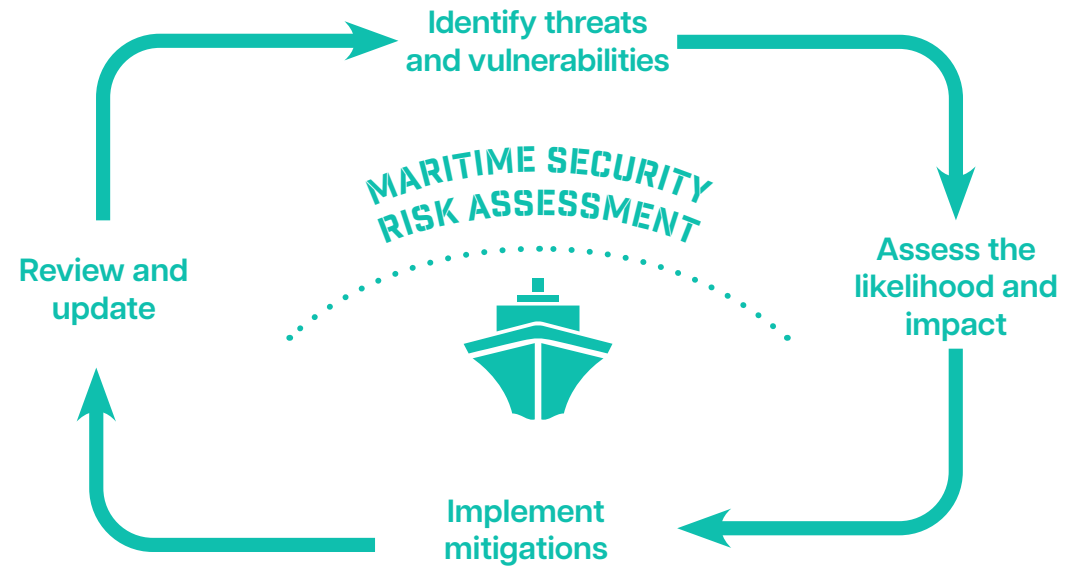 Identify threats
and vulnerabilities
MARITIME SECURITY
RISK ASSESSMENT
Assess the
likelihood and
impact
Review and
update
Implement
mitigations